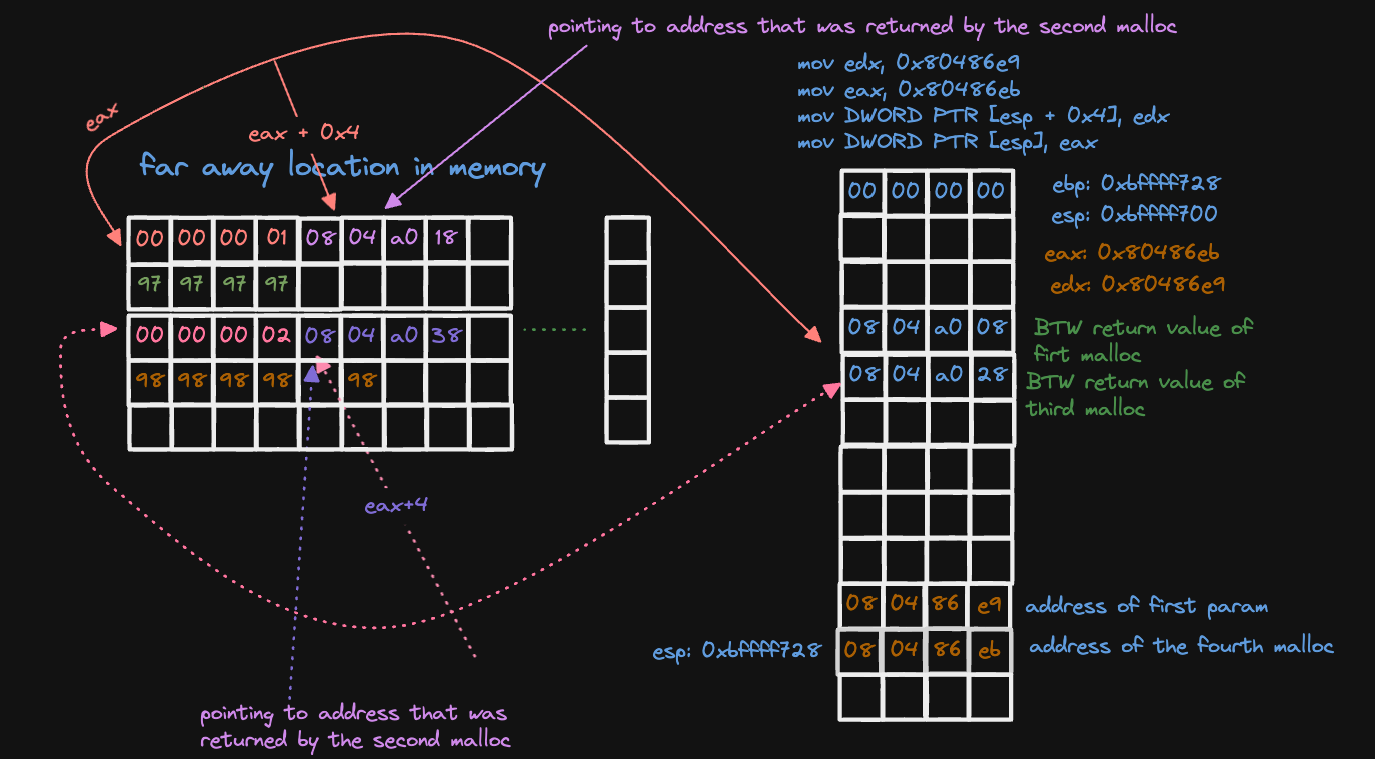 pointing to address that was returned by the second malloc
mov edx, 0x80486e9
mov eax, 0x80486eb
mov DWORD PTR [esp + 0x4], edx
mov DWORD PTR [esp], eax
eax
eax + 0x4
far away location in memory
00 00 00 01 08 04 a0 18
97 97 97 97
00 00 00 02 08 04 a0 38
98 98 98 98 98
eax+4
pointing to address that was
returned by the second malloc
00 00 00 00
ebp: 0xbffff728
esp: 0xbffff700
eax: 0x80486eb
edx: 0x80486e9
08 04 a0 08
BTW return value of
firt malloc
08 04 a0 28
BTW return value of
third malloc
08 04 86 e9
address of first param
esp: 0xbffff728
08 04 86 eb
address of the fourth malloc